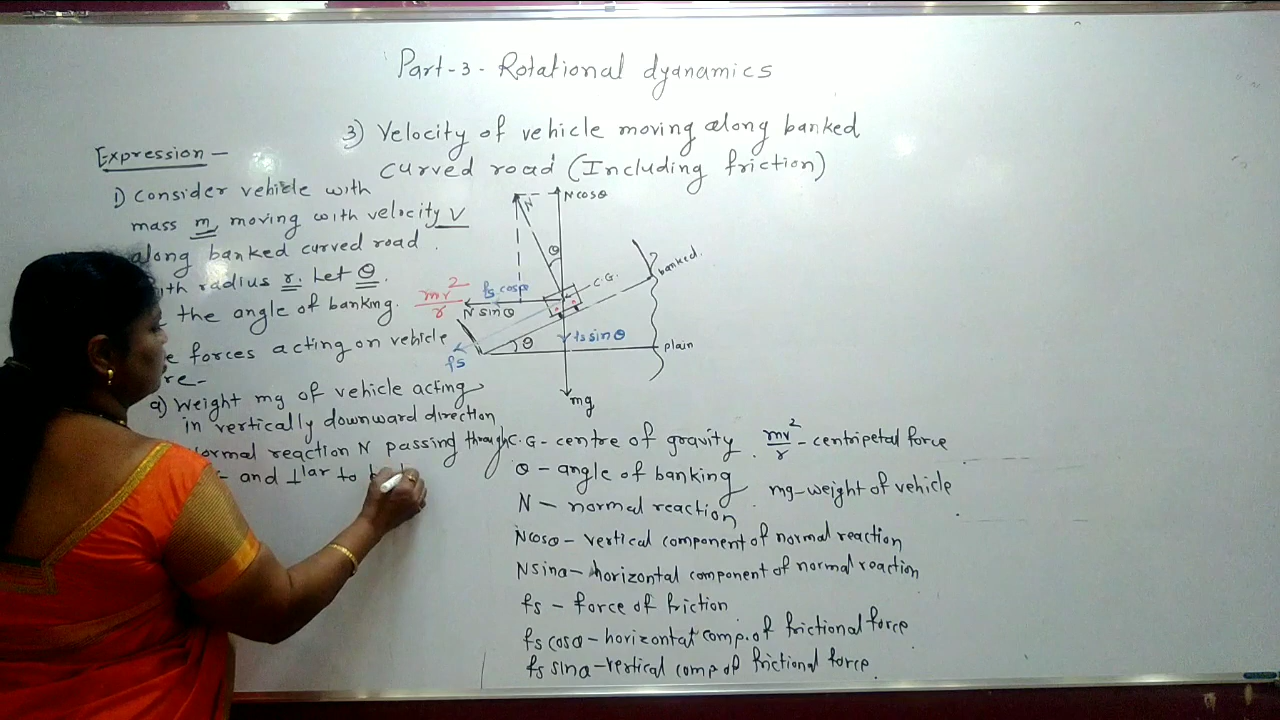 Part-3- Rotational dyanamics
3) Velocity of vehicle moving along banked
curved road (Including friction)
Expression -
1) consider vehicle with
mass m moving with velocity V
along banked curved road.
with radius r. Let θ
the angle of banking.
forces acting on vehicle
a) Weight mg of vehicle acting
in vertically downward direction
normal reaction N passing through
and ⊥lar to
N
N cosθ
θ
C.G.
banked.
mv²/r
fs cosθ
N sinθ
fs sinθ
θ
plain
fs
mg
C.G - centre of gravity. mv²/r - centripetal force
θ - angle of banking
mg - weight of vehicle
N - normal reaction
Ncosθ - vertical component of normal reaction
Nsinθ - horizontal component of normal reaction
fs - force of friction
fs cosθ - horizontal comp. of frictional force
fs sinθ - vertical comp of frictional force.